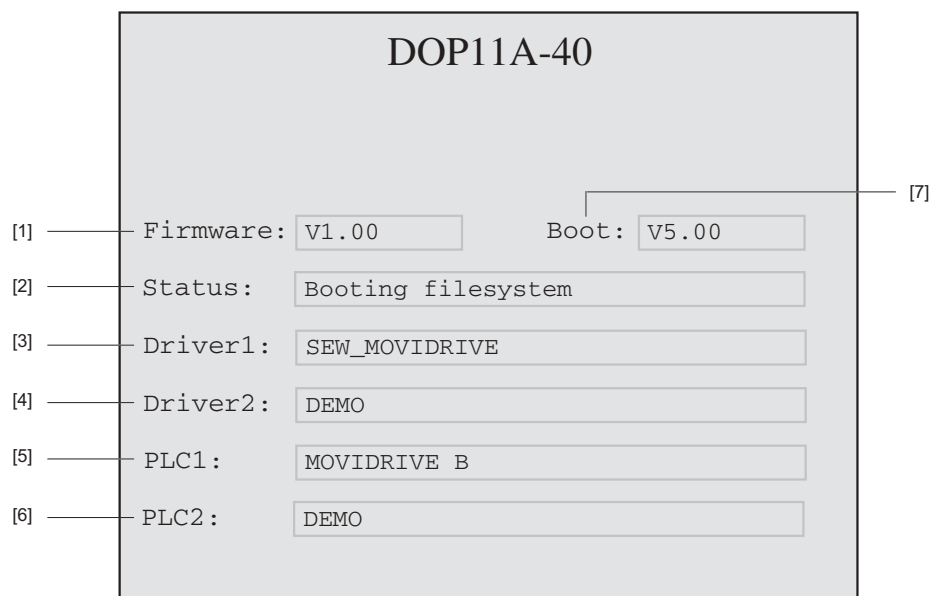 DOP11A-40
[7]
[1] Firmware: V1.00 Boot: V5.00
[2] Status: Booting filesystem
[3] Driver1: SEW_MOVIDRIVE
[4] Driver2: DEMO
[5] PLC1: MOVIDRIVE B
[6] PLC2: DEMO